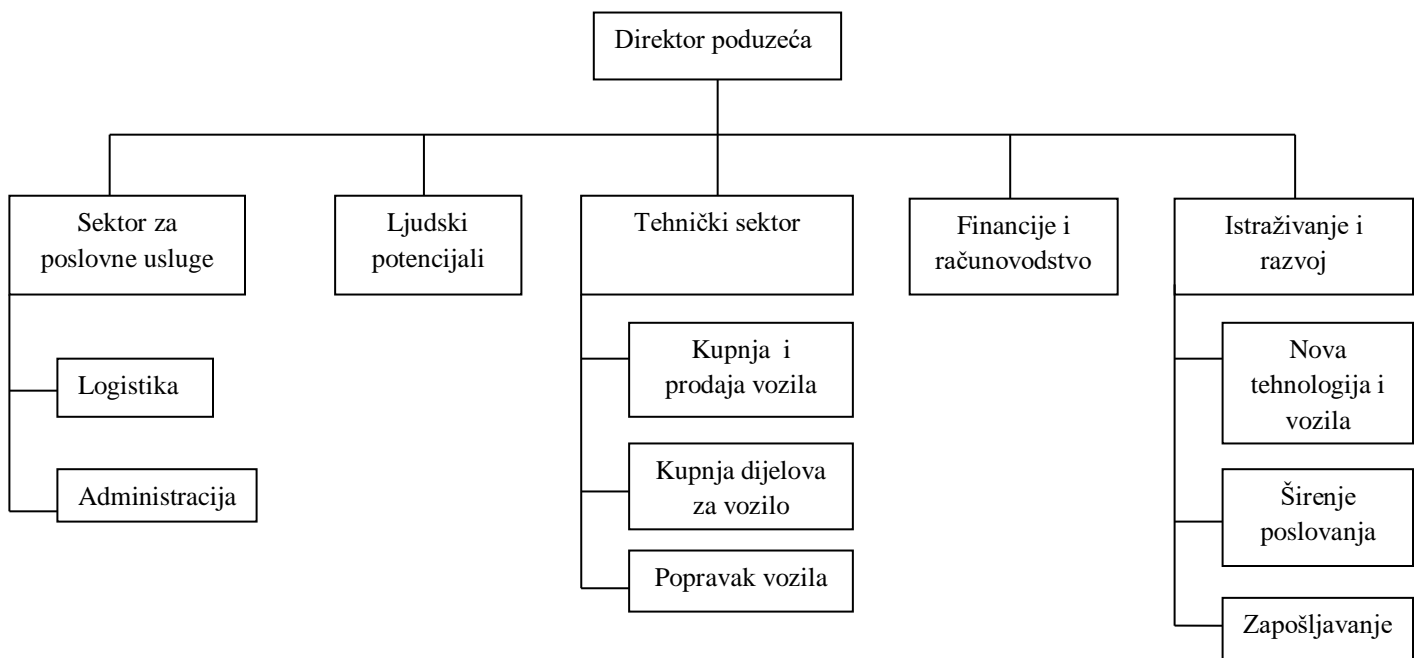 Direktor poduzeća
Sektor za
poslovne usluge
Ljudski
potencijali
Tehnički sektor
Financije i
računovodstvo
Istraživanje i
razvoj
Logistika
Administracija
Kupnja i
prodaja vozila
Kupnja dijelova
za vozilo
Popravak vozila
Nova
tehnologija i
vozila
Širenje
poslovanja
Zapošljavanje